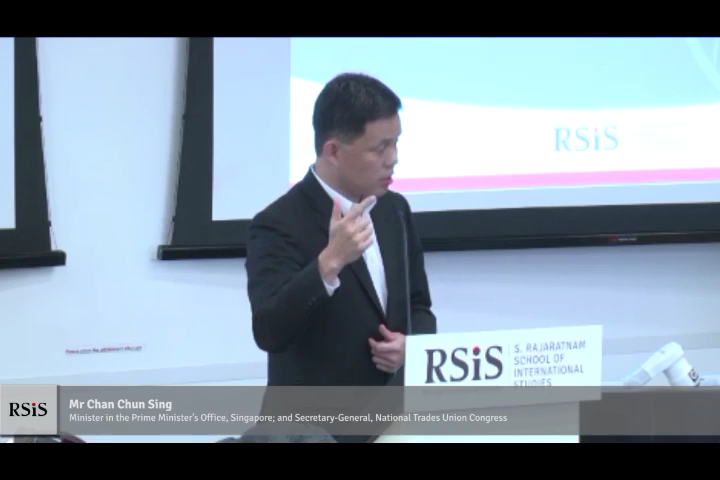 RSiS
RSiS
S. RAJARATNAM
SCHOOL OF
INTERNATIONAL
STUDIES
RSiS
Mr Chan Chun Sing
Minister in the Prime Minister's Office, Singapore; and Secretary-General, National Trades Union Congress